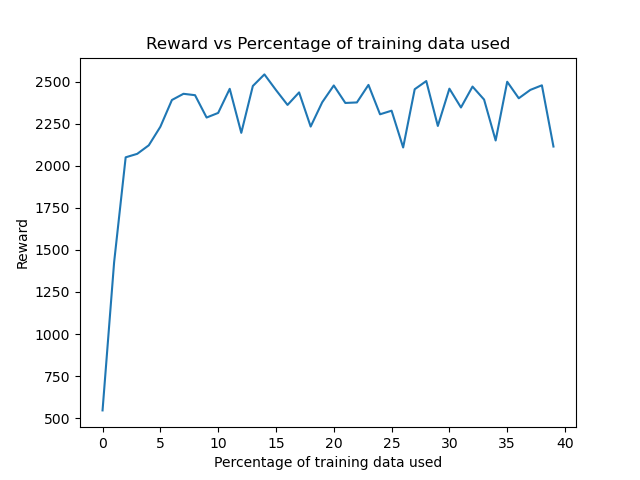 Reward vs Percentage of training data used
2500
2250
2000
1750
1500
1250
1000
750
500
Reward
0 5 10 15 20 25 30 35 40
Percentage of training data used